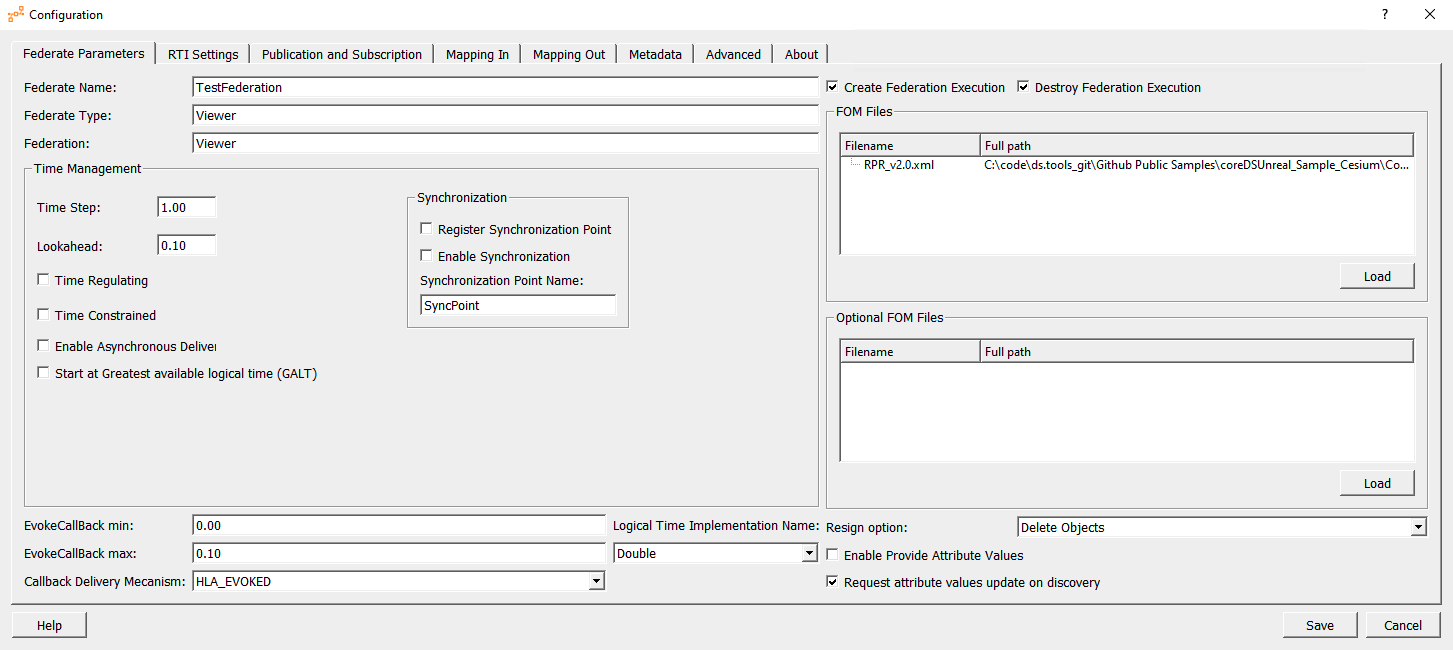 Configuration
?
Federate Parameters
RTI Settings
Publication and Subscription
Mapping In
Mapping Out
Metadata
Advanced
About
Federate Name:
TestFederation
Federate Type:
Viewer
Federation:
Viewer
Time Management
Time Step:
1.00
Lookahead:
0.10
Time Regulating
Time Constrained
Enable Asynchronous Deliver
Start at Greatest available logical time (GALT)
Synchronization
Register Synchronization Point
Enable Synchronization
Synchronization Point Name:
SyncPoint
EvokeCallBack min:
0.00
EvokeCallBack max:
0.10
Callback Delivery Mecanism:
HLA_EVOKED
Logical Time Implementation Name:
Double
Create Federation Execution
Destroy Federation Execution
FOM Files
Filename
Full path
RPR_v2.0.xml
C:\code\ds.tools_git\Github Public Samples\coreDSUnreal_Sample_Cesium\Co...
Load
Optional FOM Files
Filename
Full path
Load
Resign option:
Delete Objects
Enable Provide Attribute Values
Request attribute values update on discovery
Help
Save
Cancel